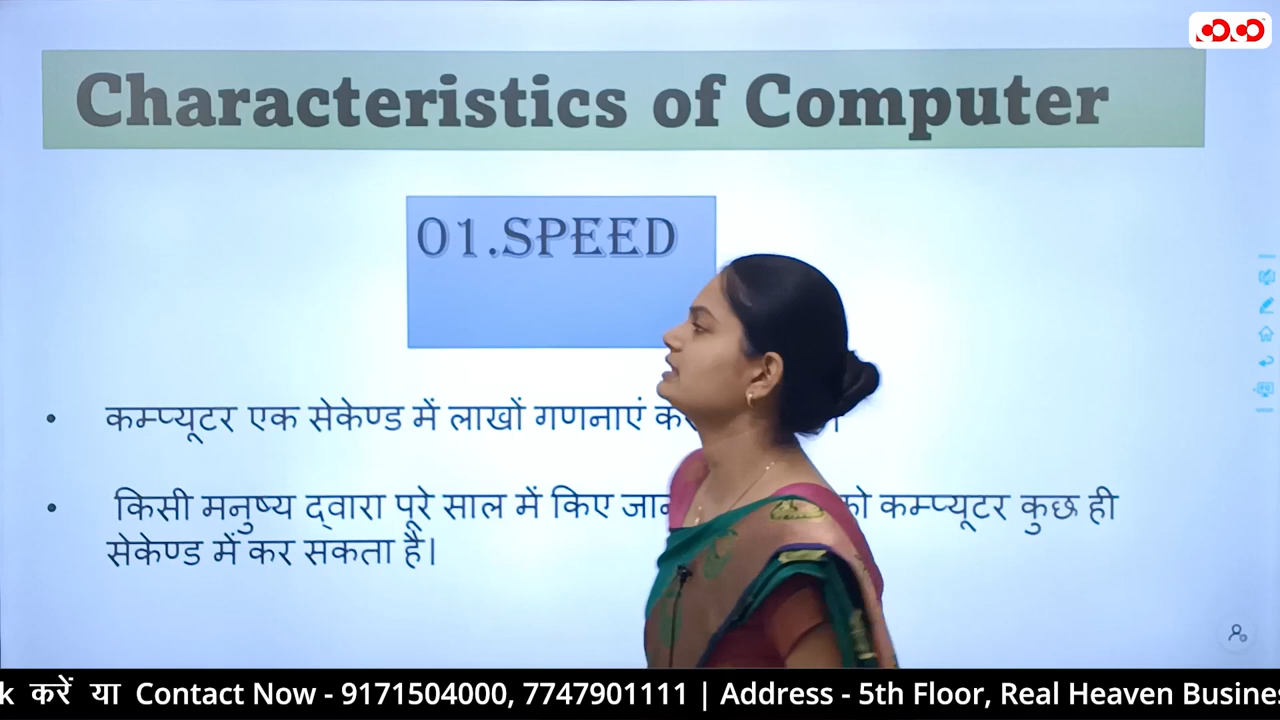 Characteristics of Computer
01.SPEED
• कम्प्यूटर एक सेकेण्ड में लाखों गणनाएं
• किसी मनुष्य द्वारा पूरे साल में किए को कम्प्यूटर कुछ ही
सेकेण्ड में कर सकता है।
करें या Contact Now - 9171504000, 7747901111 | Address - 5th Floor, Real Heaven